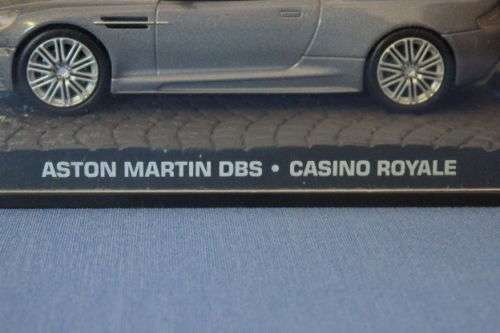 ASTON MARTIN DBS • CASINO ROYALE